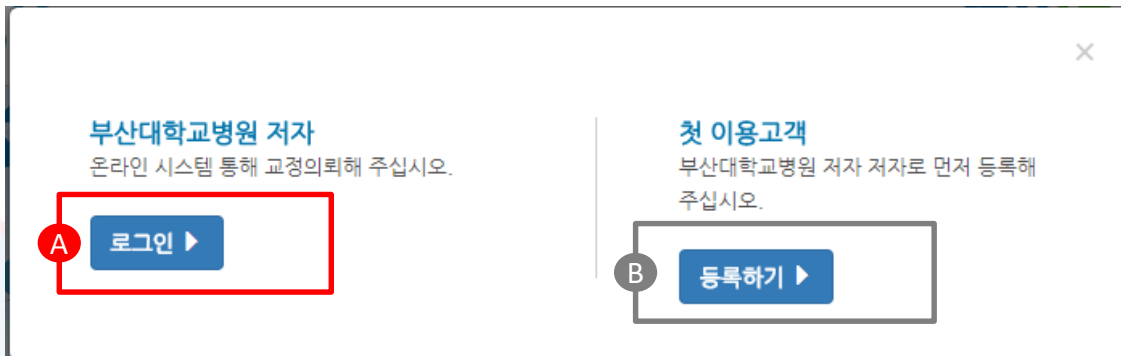 ×
부산대학교병원 저자
온라인 시스템 통해 교정의뢰해 주십시오.
A
로그인
첫 이용고객
부산대학교병원 저자 저자로 먼저 등록해
주십시오.
B
등록하기